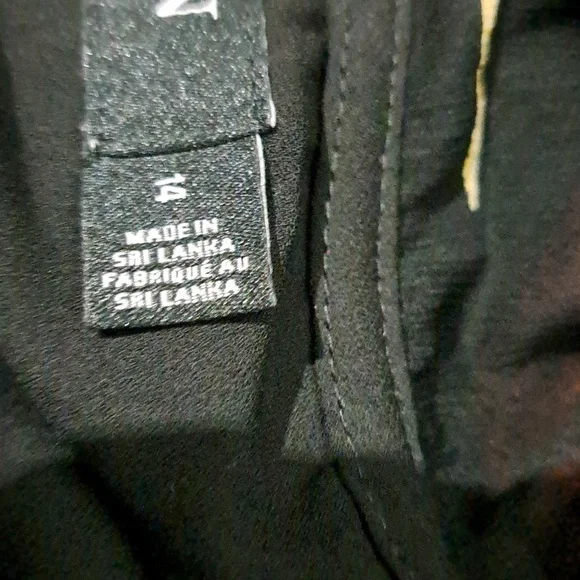 14
MADE IN
SRI LANKA
FABRIQUÉ AU
SRI LANKA